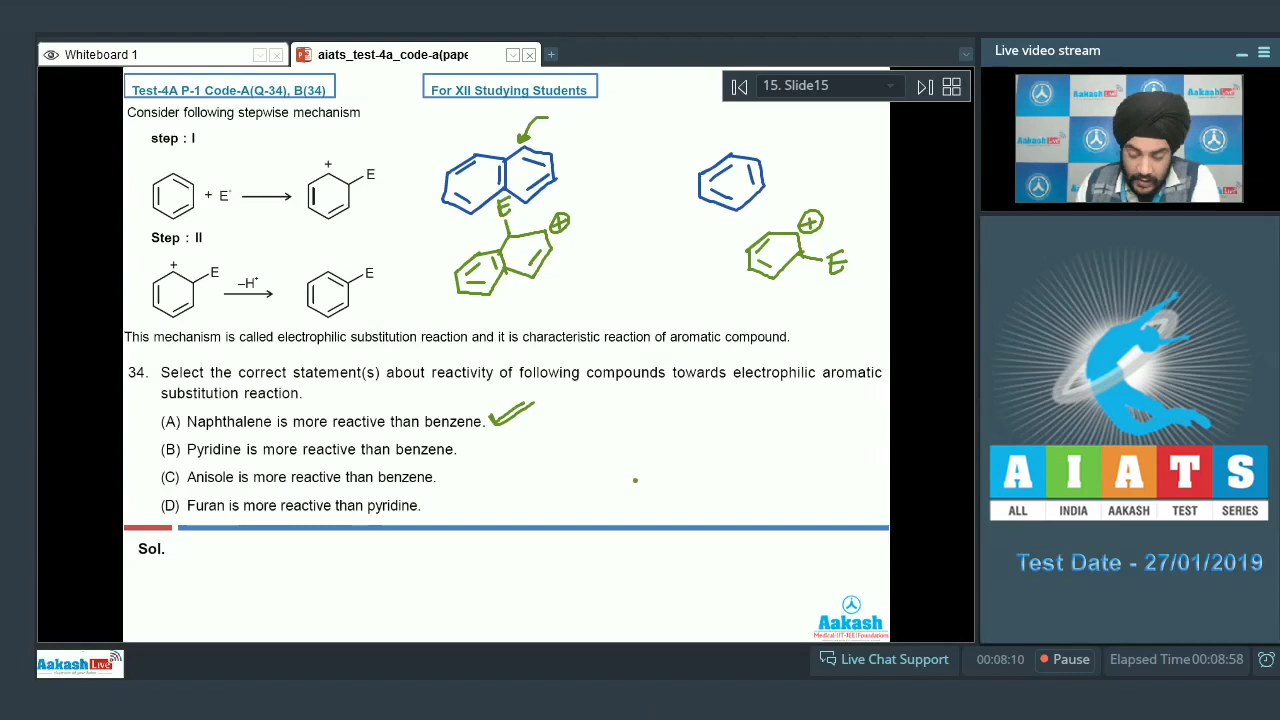 Whiteboard 1
aiats_test-4a_code-a(pape
Live video stream
Test-4A P-1 Code-A(Q-34), B(34)
For XII Studying Students
15. Slide15
Consider following stepwise mechanism
step : I
+
E
+ E+
Step : II
+
E
–H+
E
E
+
+
E
This mechanism is called electrophilic substitution reaction and it is characteristic reaction of aromatic compound.
34. Select the correct statement(s) about reactivity of following compounds towards electrophilic aromatic
substitution reaction.
(A) Naphthalene is more reactive than benzene.
(B) Pyridine is more reactive than benzene.
(C) Anisole is more reactive than benzene.
(D) Furan is more reactive than pyridine.
Sol.
Aakash
Medical|IIT-JEE|Foundations
AIATS
ALL INDIA AAKASH TEST SERIES
Test Date - 27/01/2019
Aakash Live
Live Chat Support
00:08:10
Pause
Elapsed Time 00:08:58